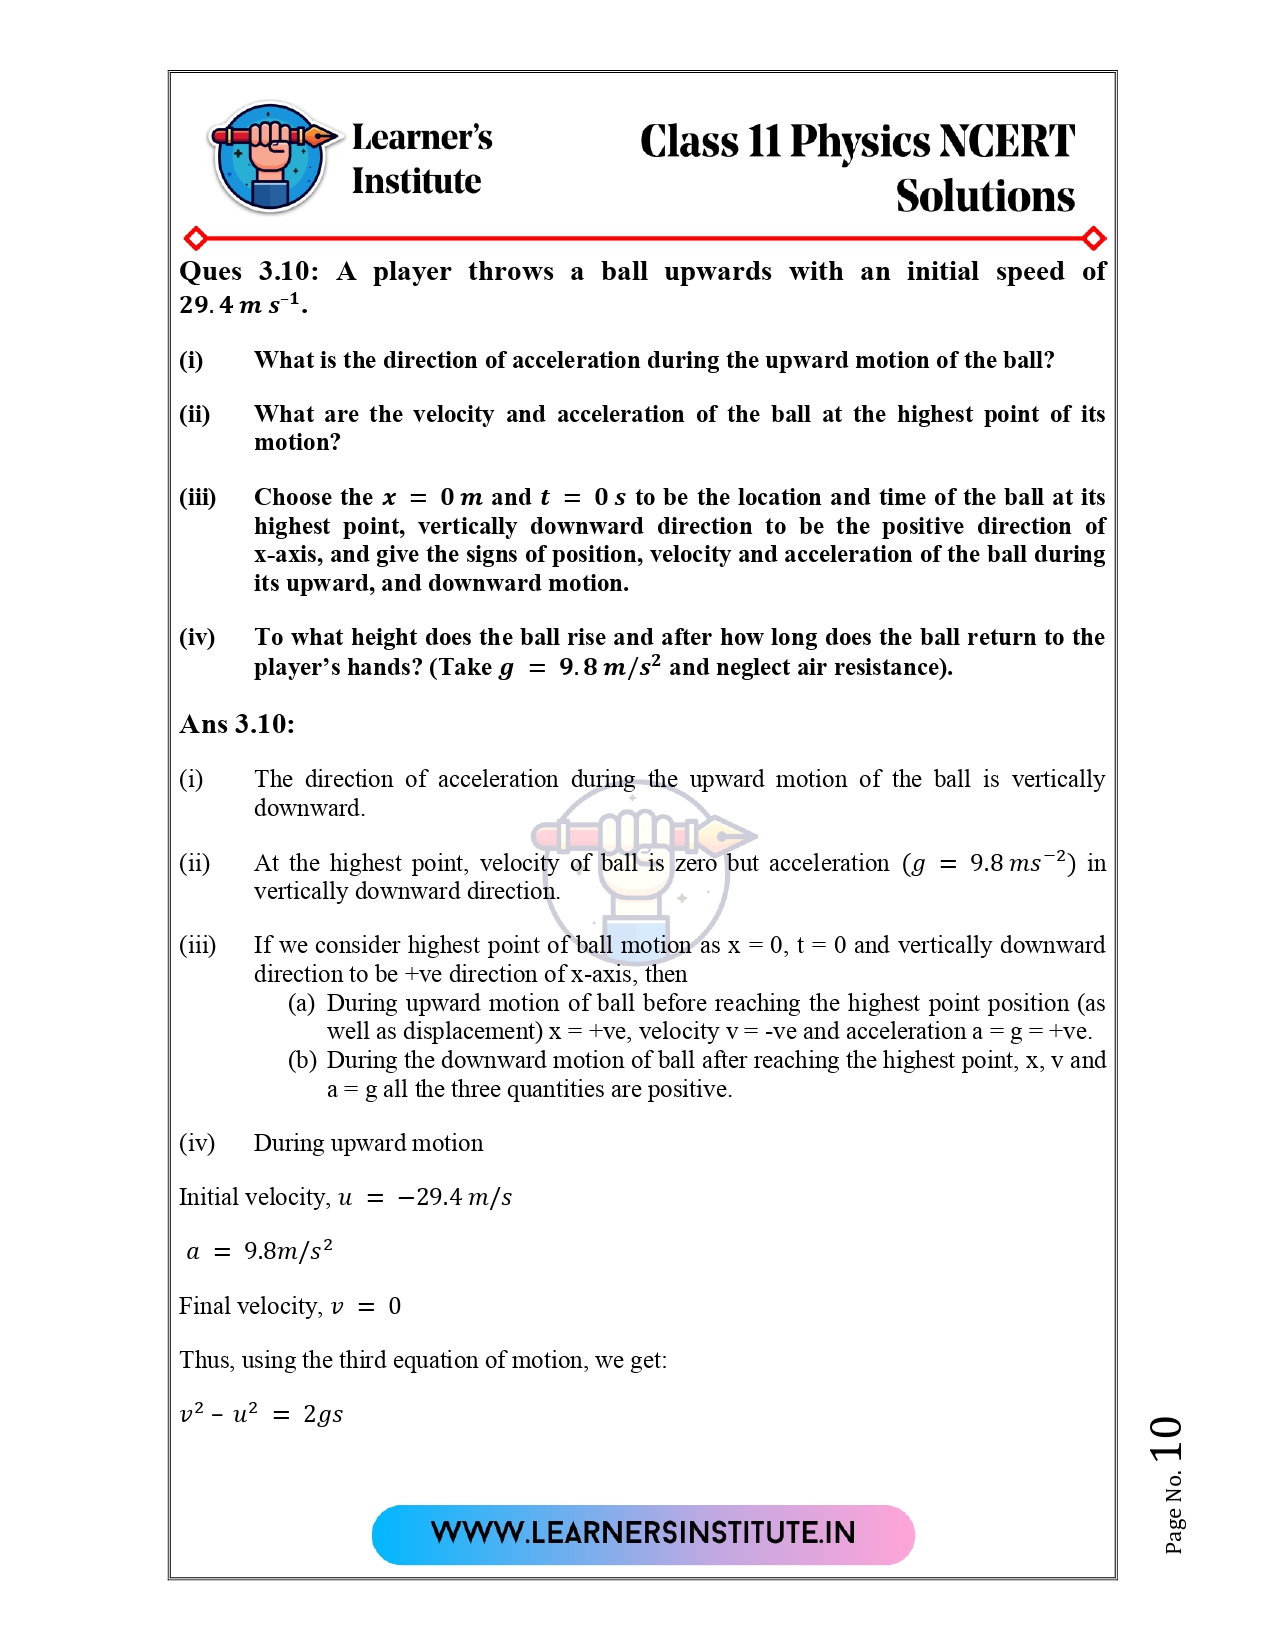 Learner's
Institute
Class 11 Physics NCERT
Solutions
Ques 3.10: A player throws a ball upwards with an initial speed of
29.4 m s⁻¹.
(i) What is the direction of acceleration during the upward motion of the ball?
(ii) What are the velocity and acceleration of the ball at the highest point of its
motion?
(iii) Choose the x = 0 m and t = 0 s to be the location and time of the ball at its
highest point, vertically downward direction to be the positive direction of
x-axis, and give the signs of position, velocity and acceleration of the ball during
its upward, and downward motion.
(iv) To what height does the ball rise and after how long does the ball return to the
player's hands? (Take g = 9.8 m/s² and neglect air resistance).
Ans 3.10:
(i) The direction of acceleration during the upward motion of the ball is vertically
downward.
(ii) At the highest point, velocity of ball is zero but acceleration (g = 9.8 ms⁻²) in
vertically downward direction.
(iii) If we consider highest point of ball motion as x = 0, t = 0 and vertically downward
direction to be +ve direction of x-axis, then
(a) During upward motion of ball before reaching the highest point position (as
well as displacement) x = +ve, velocity v = -ve and acceleration a = g = +ve.
(b) During the downward motion of ball after reaching the highest point, x, v and
a = g all the three quantities are positive.
(iv) During upward motion
Initial velocity, u = −29.4 m/s
a = 9.8m/s²
Final velocity, v = 0
Thus, using the third equation of motion, we get:
v² – u² = 2gs
Page No. 10
WWW.LEARNERSINSTITUTE.IN